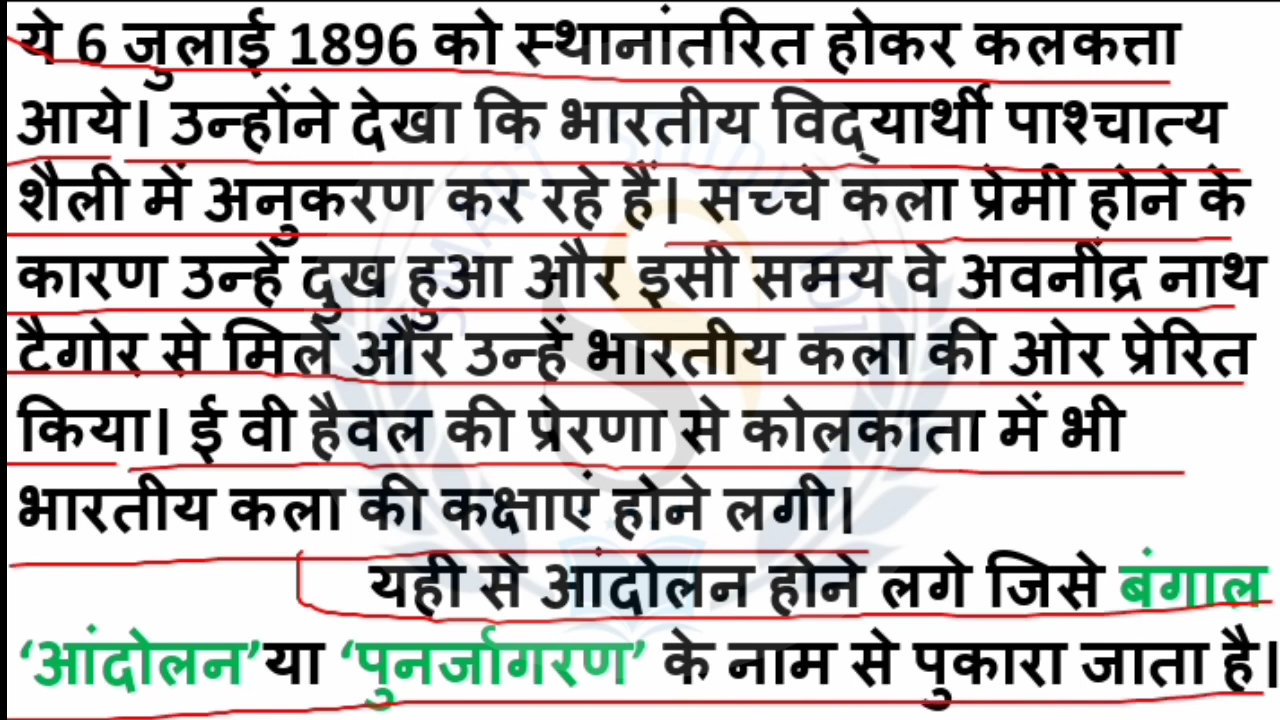 ये 6 जुलाई 1896 को स्थानांतरित होकर कलकत्ता
आये। उन्होंने देखा कि भारतीय विद्यार्थी पाश्चात्य
शैली में अनुकरण कर रहे हैं। सच्चे कला प्रेमी होने के
कारण उन्हें दुख हुआ और इसी समय वे अवनींद्र नाथ
टैगोर से मिले और उन्हें भारतीय कला की ओर प्रेरित
किया। ई वी हैवल की प्रेरणा से कोलकाता में भी
भारतीय कला की कक्षाएं होने लगी।
यही से आंदोलन होने लगे जिसे बंगाल
‘आंदोलन’या ‘पुनर्जागरण’ के नाम से पुकारा जाता है।